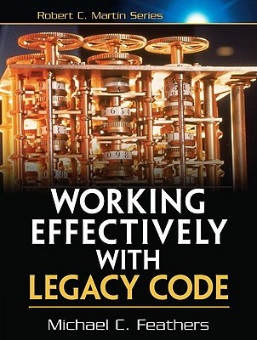 Robert C. Martin Series
WORKING
EFFECTIVELY
WITH
LEGACY CODE
Michael C. Feathers